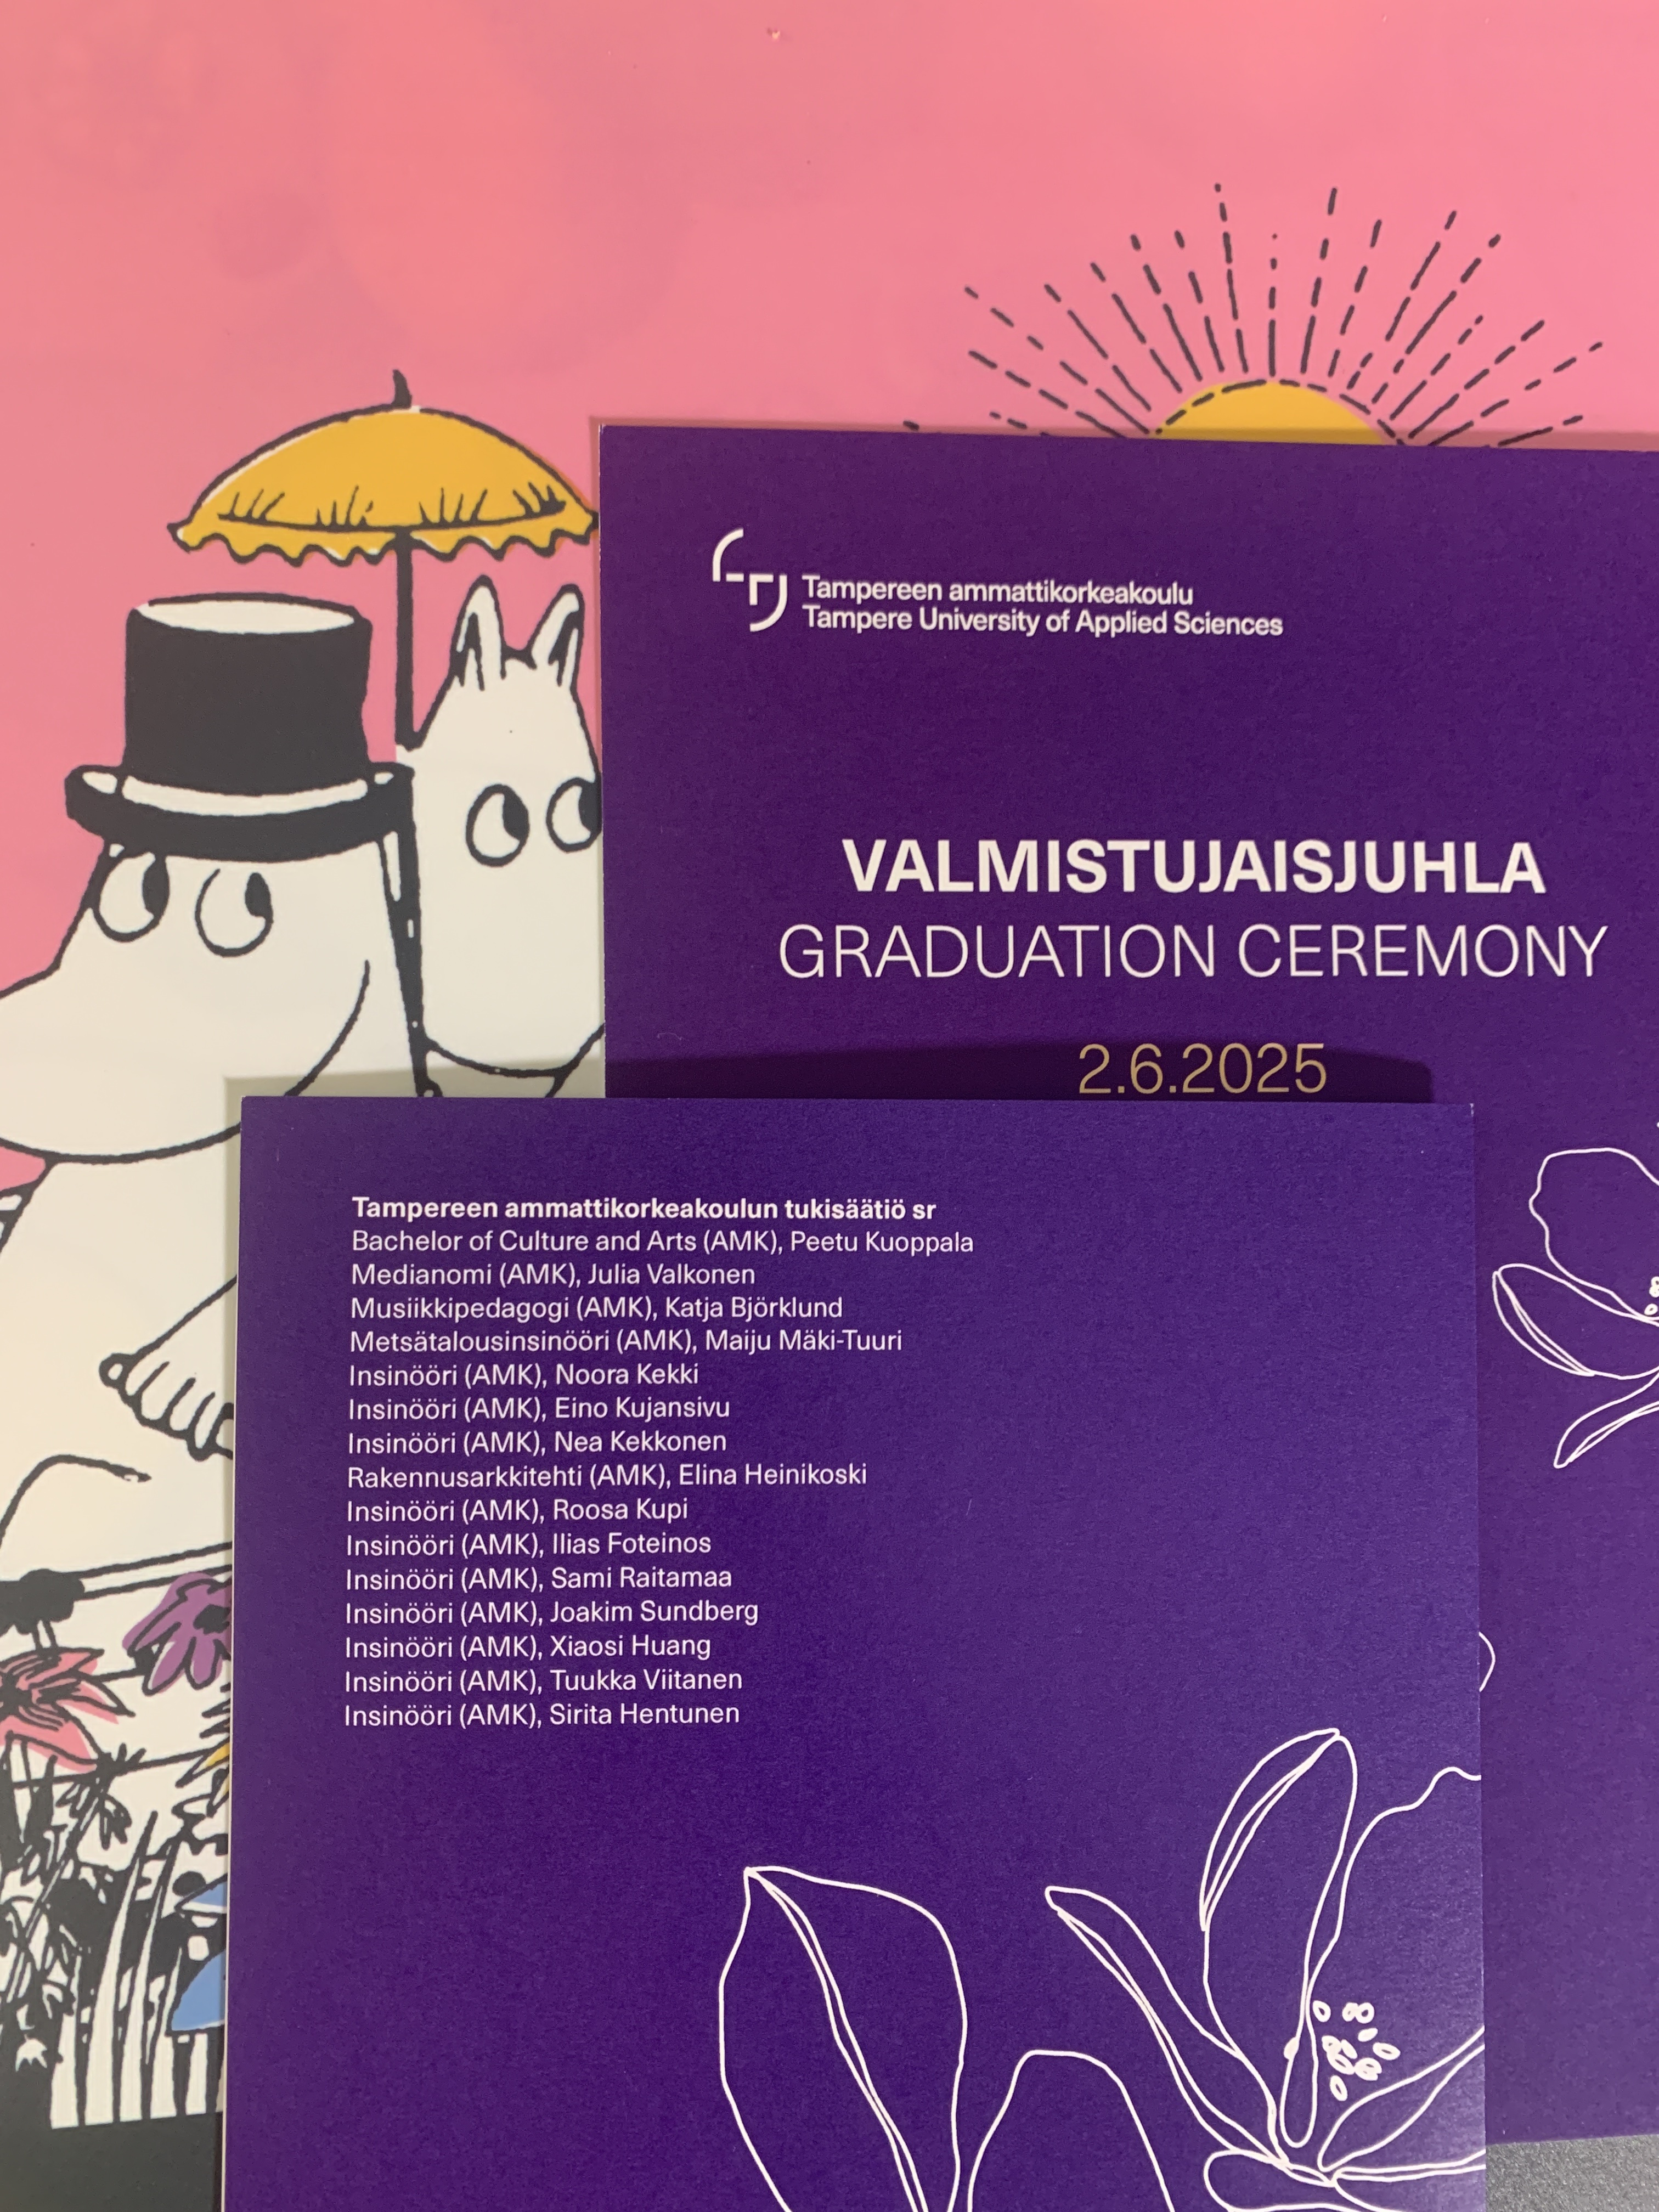 Tampereen ammattikorkeakoulu
Tampere University of Applied Sciences
VALMISTUJAISJUHLA
GRADUATION CEREMONY
2.6.2025
Tampereen ammattikorkeakoulun tukisäätiö sr
Bachelor of Culture and Arts (AMK), Peetu Kuoppala
Medianomi (AMK), Julia Valkonen
Musiikkipedagogi (AMK), Katja Björklund
Metsätalousinsinööri (AMK), Maiju Mäki-Tuuri
Insinööri (AMK), Noora Kekki
Insinööri (AMK), Eino Kujansivu
Insinööri (AMK), Nea Kekkonen
Rakennusarkkitehti (AMK), Elina Heinikoski
Insinööri (AMK), Roosa Kupi
Insinööri (AMK), Ilias Foteinos
Insinööri (AMK), Sami Raitamaa
Insinööri (AMK), Joakim Sundberg
Insinööri (AMK), Xiaosi Huang
Insinööri (AMK), Tuukka Viitanen
Insinööri (AMK), Sirita Hentunen